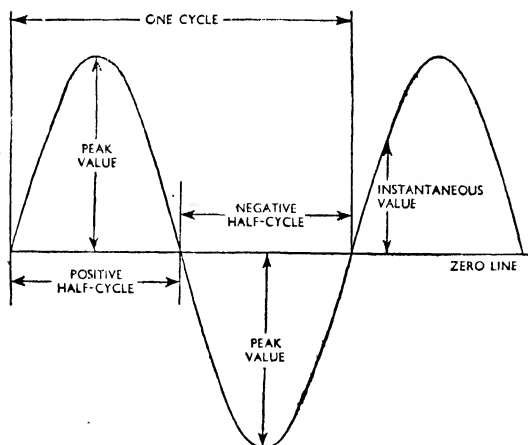 ONE CYCLE
PEAK
VALUE
INSTANTANEOUS
VALUE
NEGATIVE
HALF-CYCLE
ZERO LINE
POSITIVE
HALF-CYCLE
PEAK
VALUE